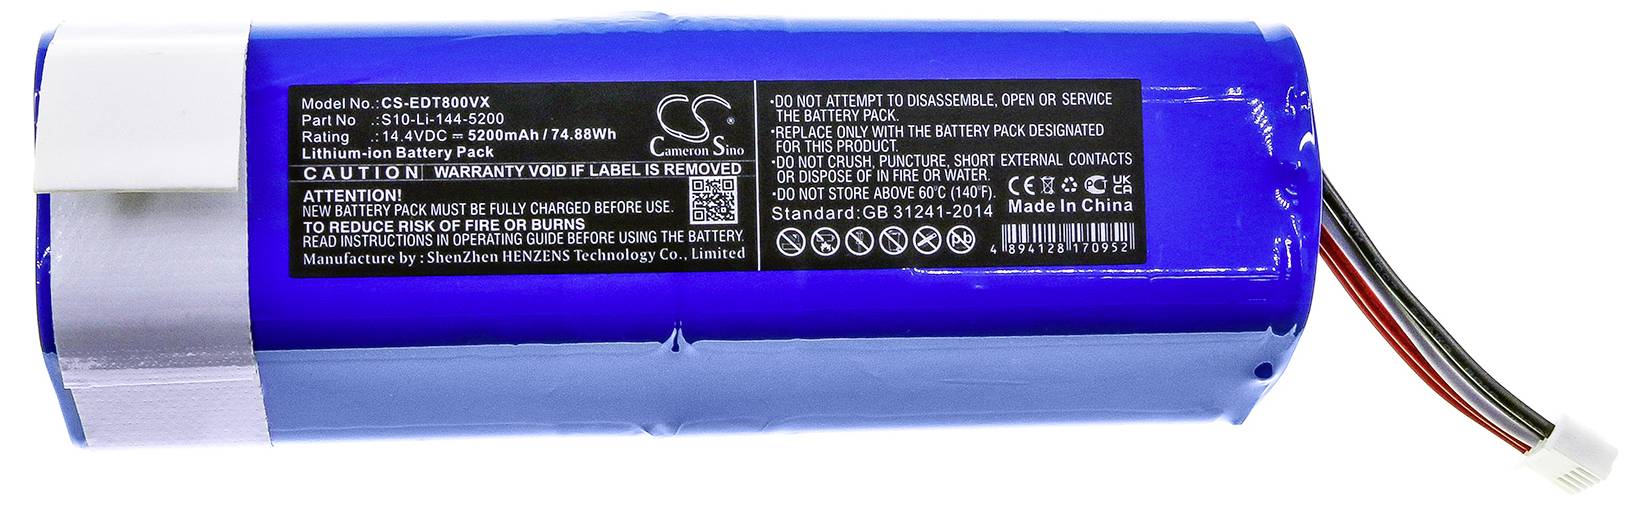 Model No.:CS-EDT800VX
Part No .:S10-Li-144-5200
Rating .:14.4VDC ⎓ 5200mAh / 74.88Wh
Lithium-ion Battery Pack
CS
®
Cameron Sino
CAUTION WARRANTY VOID IF LABEL IS REMOVED
ATTENTION!
NEW BATTERY PACK MUST BE FULLY CHARGED BEFORE USE.
TO REDUCE RISK OF FIRE OR BURNS
READ INSTRUCTIONS IN OPERATING GUIDE BEFORE USING THE BATTERY.
Manufacture by : ShenZhen HENZENS Technology Co., Limited
•DO NOT ATTEMPT TO DISASSEMBLE, OPEN OR SERVICE
THE BATTERY PACK.
•REPLACE ONLY WITH THE BATTERY PACK DESIGNATED
FOR THIS PRODUCT.
•DO NOT CRUSH, PUNCTURE, SHORT EXTERNAL CONTACTS
OR DISPOSE OF IN FIRE OR WATER.
•DO NOT STORE ABOVE 60°C (140°F).
Standard:GB 31241-2014
CE PCT UK CA
Made In China
4 894128 170952